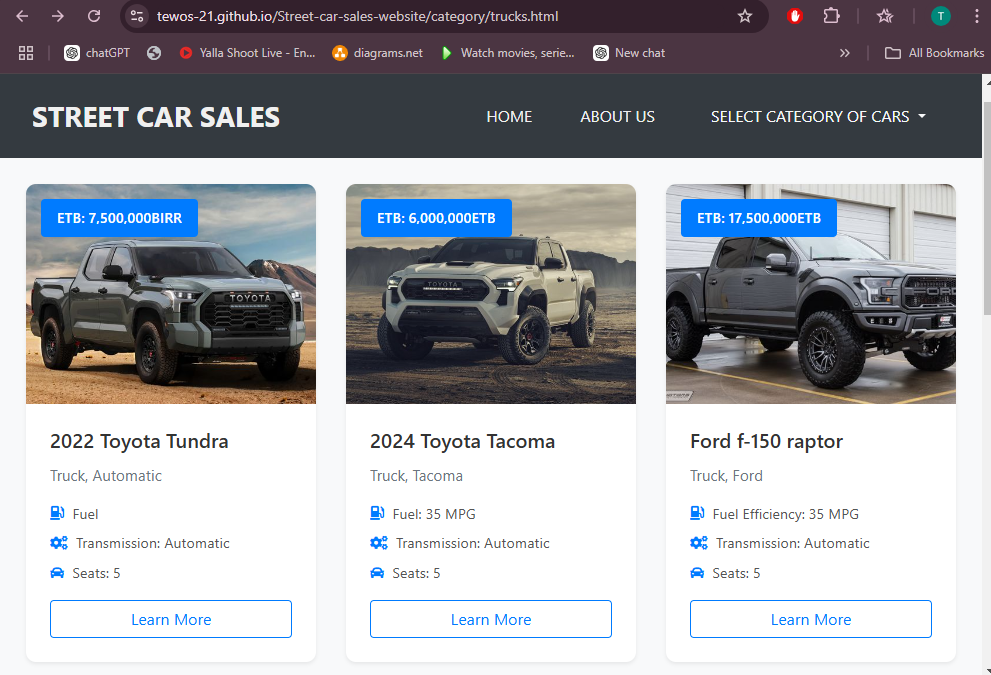 tewos-21.github.io/Street-car-sales-website/category/trucks.html
T
chatGPT
Yalla Shoot Live - En...
diagrams.net
Watch movies, serie...
New chat
»
All Bookmarks
STREET CAR SALES
HOME
ABOUT US
SELECT CATEGORY OF CARS
ETB: 7,500,000BIRR
ETB: 6,000,000ETB
ETB: 17,500,000ETB
TOYOTA
2022 Toyota Tundra
Truck, Automatic
Fuel
Transmission: Automatic
Seats: 5
Learn More
2024 Toyota Tacoma
Truck, Tacoma
Fuel: 35 MPG
Transmission: Automatic
Seats: 5
Learn More
Ford f-150 raptor
Truck, Ford
Fuel Efficiency: 35 MPG
Transmission: Automatic
Seats: 5
Learn More